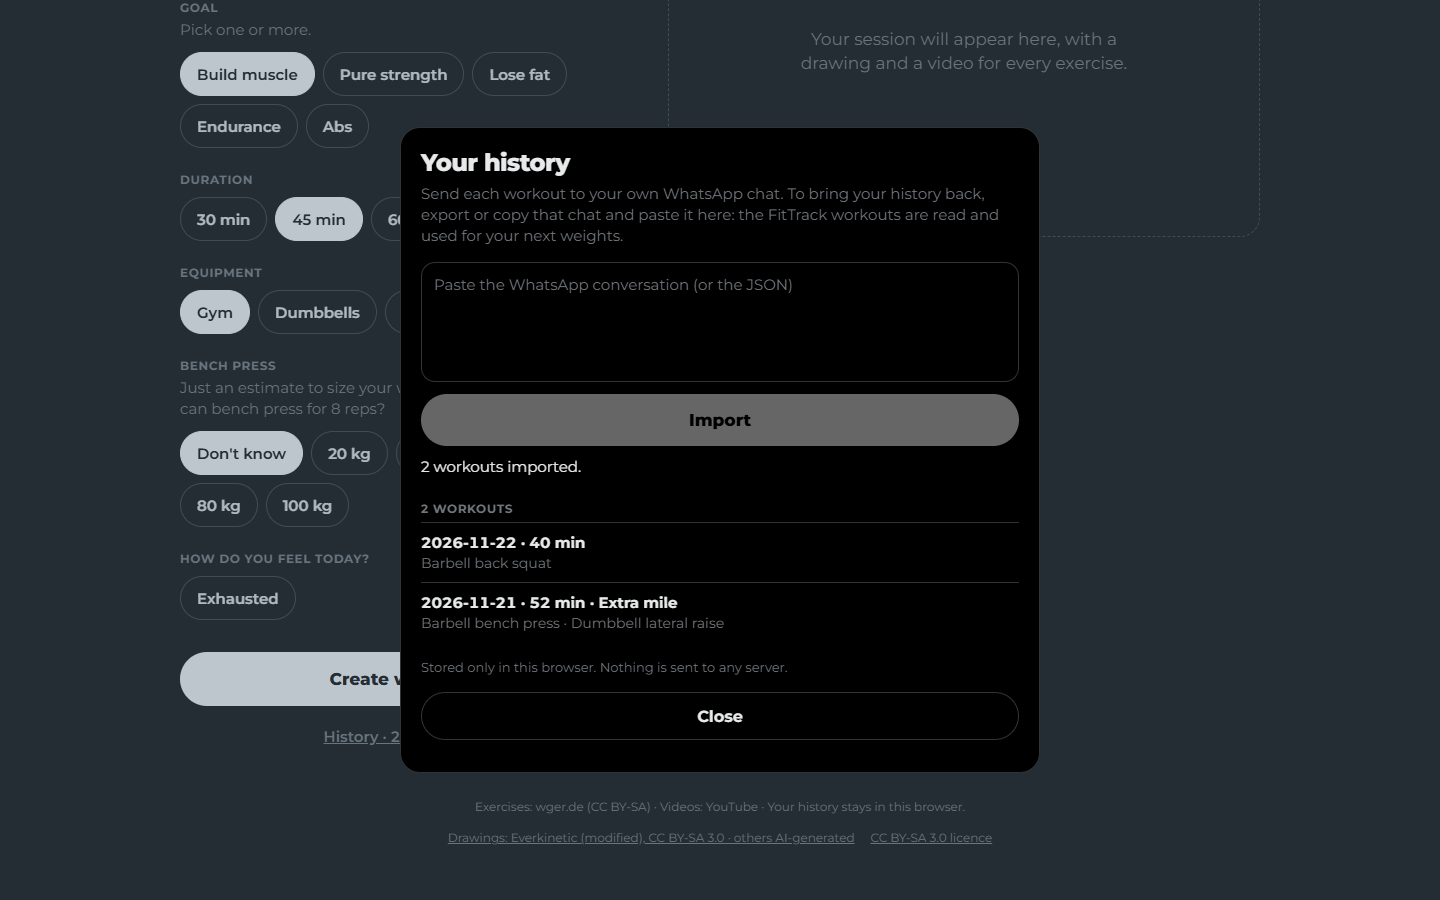 GOAL
Pick one or more.
Build muscle
Pure strength
Lose fat
Endurance
Abs
DURATION
30 min
45 min
EQUIPMENT
Gym
Dumbbells
BENCH PRESS
Just an estimate to size your
can bench press for 8 reps?
Don't know
20 kg
80 kg
100 kg
HOW DO YOU FEEL TODAY?
Exhausted
Create
History · 2
Your session will appear here, with a
drawing and a video for every exercise.
Your history
Send each workout to your own WhatsApp chat. To bring your history back,
export or copy that chat and paste it here: the FitTrack workouts are read and
used for your next weights.
Paste the WhatsApp conversation (or the JSON)
Import
2 workouts imported.
2 WORKOUTS
2026-11-22 · 40 min
Barbell back squat
2026-11-21 · 52 min · Extra mile
Barbell bench press · Dumbbell lateral raise
Stored only in this browser. Nothing is sent to any server.
Close
Exercises: wger.de (CC BY-SA) · Videos: YouTube · Your history stays in this browser.
Drawings: Everkinetic (modified), CC BY-SA 3.0 · others AI-generated
CC BY-SA 3.0 licence